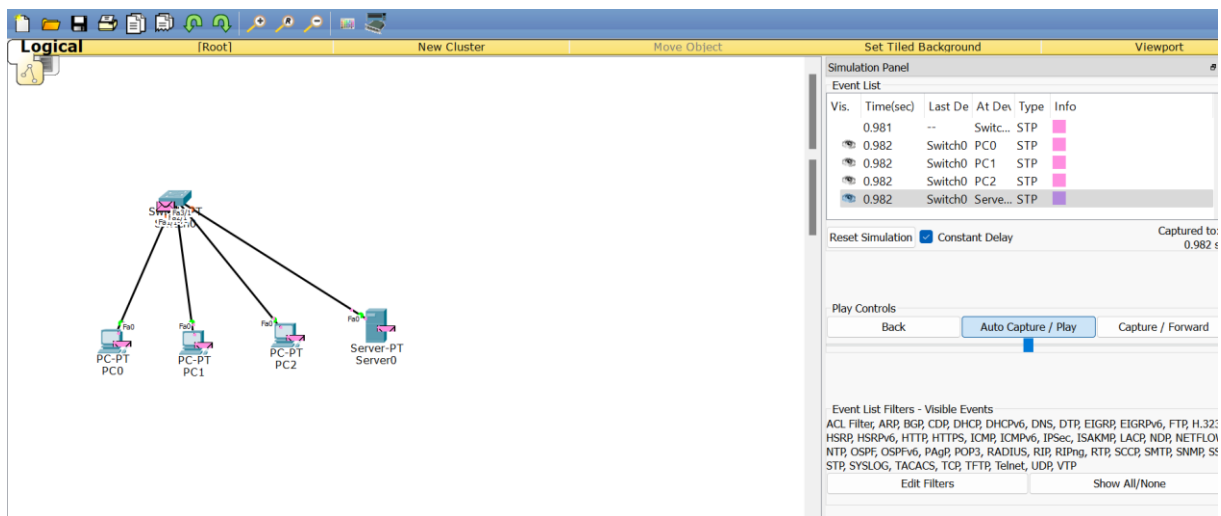 Logical [Root] New Cluster Move Object Set Tiled Background Viewport
Simulation Panel
Event List
Vis. Time(sec) Last De At Dev Type Info
0.981 -- Switc... STP
0.982 Switch0 PC0 STP
0.982 Switch0 PC1 STP
0.982 Switch0 PC2 STP
0.982 Switch0 Serve... STP
Reset Simulation Constant Delay Captured to:
0.982 s
Play Controls
Back Auto Capture / Play Capture / Forward
Event List Filters - Visible Events
ACL Filter, ARP, BGP, CDP, DHCP, DHCPv6, DNS, DTP, EIGRP, EIGRPv6, FTP, H.323
HSRP, HSRPv6, HTTP, HTTPS, ICMP, ICMPv6, IPSec, ISAKMP, LACP, NDP, NETFLOW
NTP, OSPF, OSPFv6, PAgP, POP3, RADIUS, RIP, RIPng, RTP, SCCP, SMTP, SNMP, SS
STP, SYSLOG, TACACS, TCP, TFTP, Telnet, UDP, VTP
Edit Filters Show All/None
Fa3/1
Fa0
PC-PT
PC0
Fa0
PC-PT
PC1
Fa0
PC-PT
PC2
Fa0
Server-PT
Server0